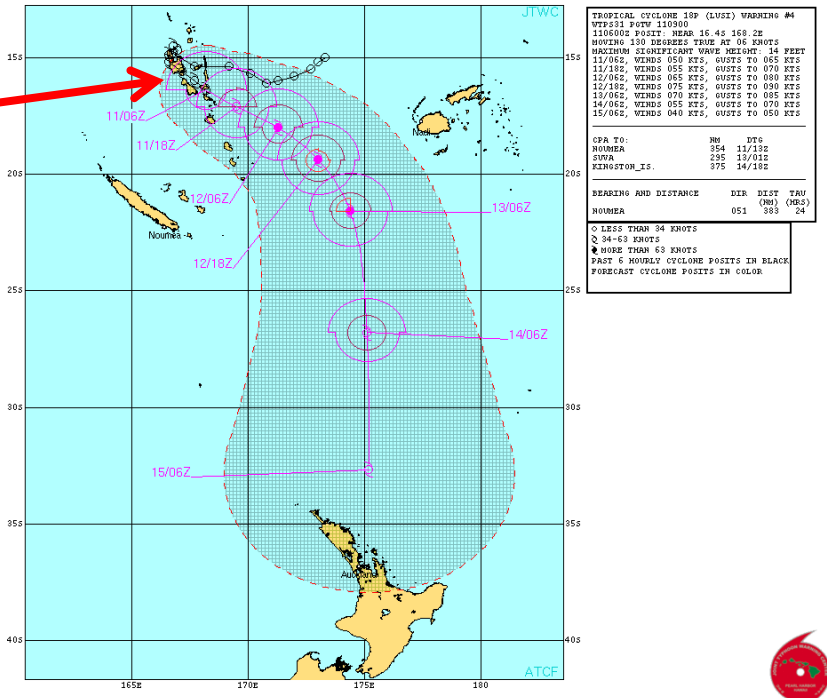 JTWC
15S
20S
25S
30S
35S
40S
15S
20S
25S
30S
35S
40S
165E
170E
175E
180
11/06Z
11/18Z
12/06Z
12/18Z
13/06Z
14/06Z
15/06Z
Nadi
Noumea
Auckland
ATCF
TROPICAL CYCLONE 18P (LUSI) WARNING #4
WTPS31 PGTW 110900
110600Z POSIT: NEAR 16.4S 168.2E
MOVING 130 DEGREES TRUE AT 06 KNOTS
MAXIMUM SIGNIFICANT WAVE HEIGHT: 14 FEET
11/06Z, WINDS 050 KTS, GUSTS TO 065 KTS
11/18Z, WINDS 055 KTS, GUSTS TO 070 KTS
12/06Z, WINDS 065 KTS, GUSTS TO 080 KTS
12/18Z, WINDS 075 KTS, GUSTS TO 090 KTS
13/06Z, WINDS 070 KTS, GUSTS TO 085 KTS
14/06Z, WINDS 055 KTS, GUSTS TO 070 KTS
15/06Z, WINDS 040 KTS, GUSTS TO 050 KTS
CPA TO: NM DTG
NOUMEA 354 11/13Z
SUVA 295 13/01Z
KINGSTON_IS. 375 14/18Z
BEARING AND DISTANCE DIR DIST TAU
(NM) (HRS)
NOUMEA 051 383 24
LESS THAN 34 KNOTS
34-63 KNOTS
MORE THAN 63 KNOTS
PAST 6 HOURLY CYCLONE POSITS IN BLACK
FORECAST CYCLONE POSITS IN COLOR